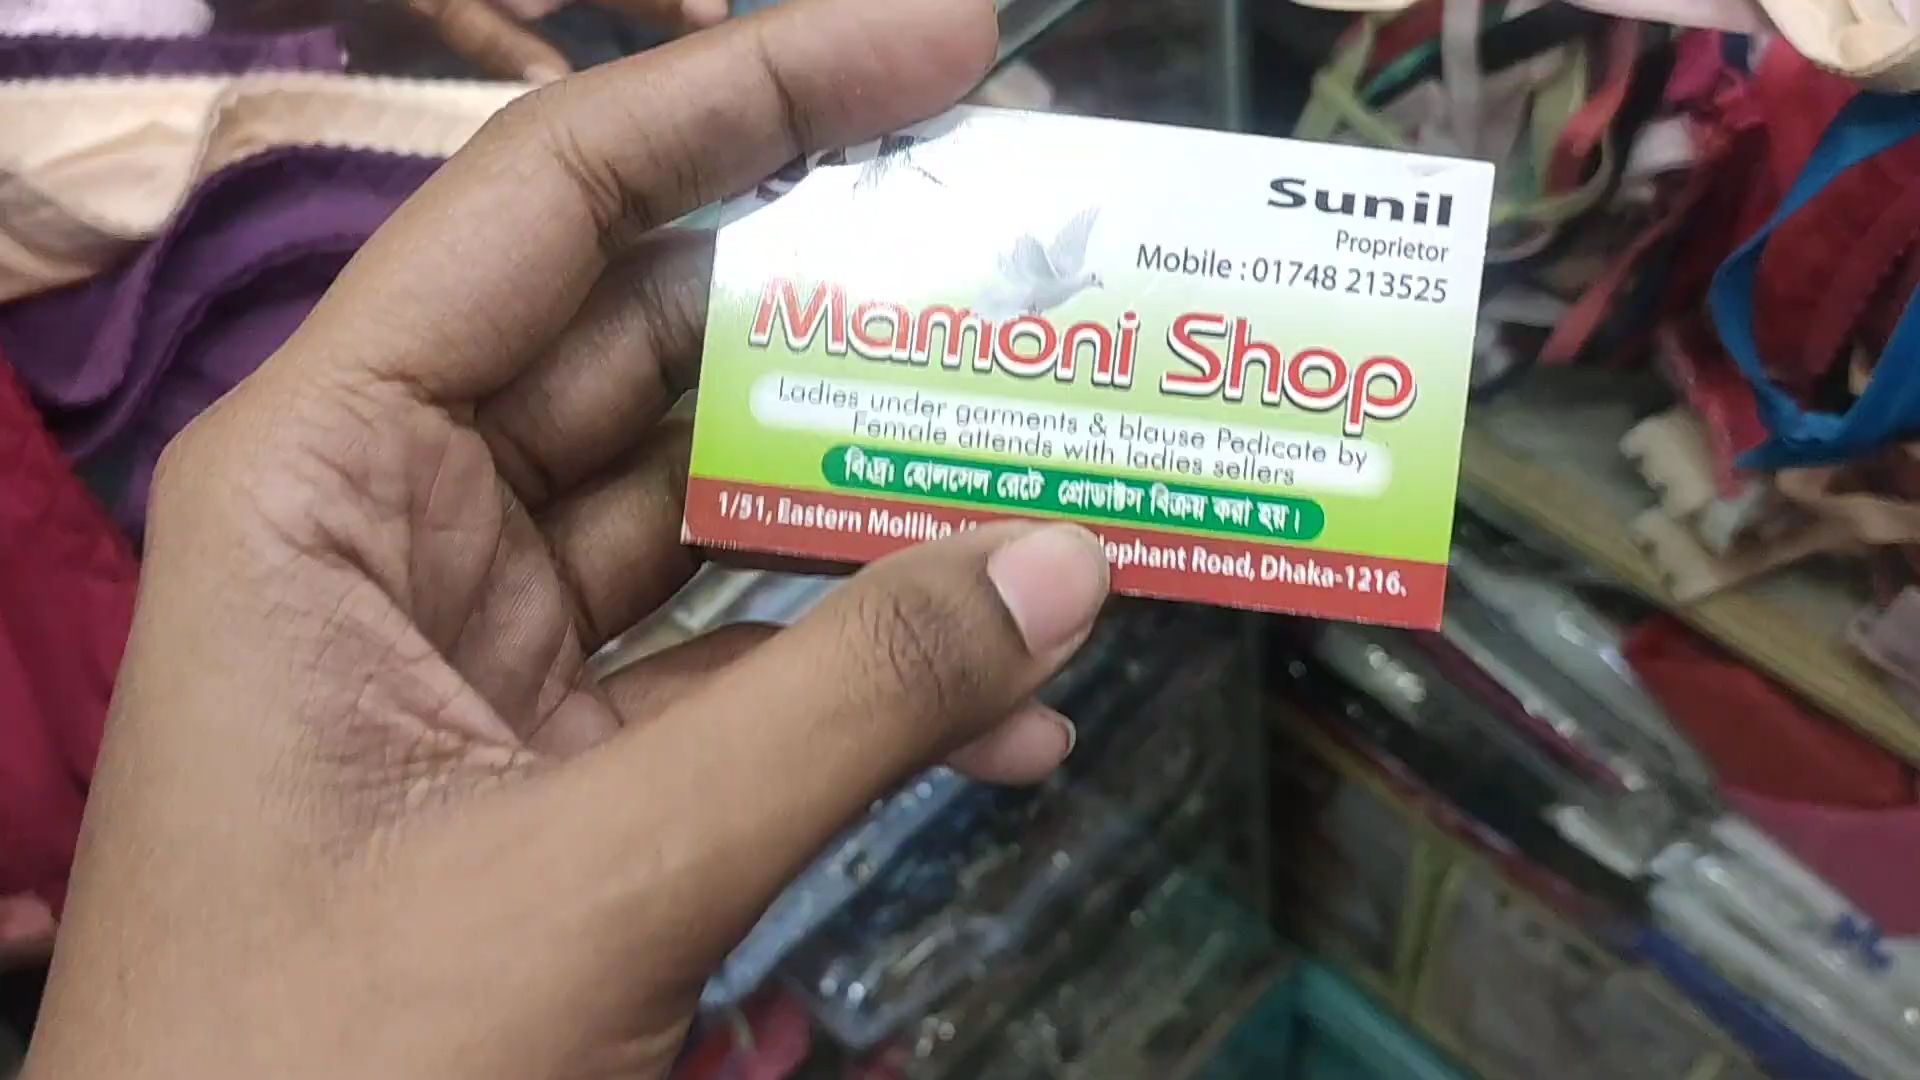 Sunil
Proprietor
Mobile : 01748 213525
Mamoni Shop
Ladies under garments & blause Pedicate by
Female attends with ladies sellers
বিঃদ্রঃ হোলসেল রেটে প্রোডাক্টস বিক্রয় করা হয়।
1/51, Eastern Mollika Road, Dhaka-1216.